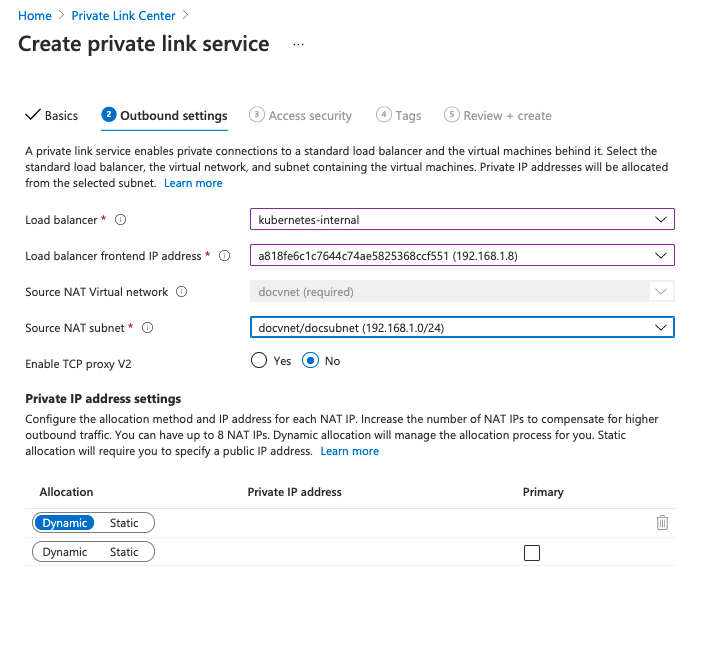 Home > Private Link Center >
Create private link service ...
Basics 2 Outbound settings 3 Access security 4 Tags 5 Review + create
A private link service enables private connections to a standard load balancer and the virtual machines behind it. Select the
standard load balancer, the virtual network, and subnet containing the virtual machines. Private IP addresses will be allocated
from the selected subnet. Learn more
Load balancer * kubernetes-internal
Load balancer frontend IP address * a818fe6c1c7644c74ae5825368ccf551 (192.168.1.8)
Source NAT Virtual network docvnet (required)
Source NAT subnet * docvnet/docsubnet (192.168.1.0/24)
Enable TCP proxy V2 Yes No
Private IP address settings
Configure the allocation method and IP address for each NAT IP. Increase the number of NAT IPs to compensate for higher
outbound traffic. You can have up to 8 NAT IPs. Dynamic allocation will manage the allocation process for you. Static
allocation will require you to specify a public IP address. Learn more
Allocation Private IP address Primary
Dynamic Static
Dynamic Static